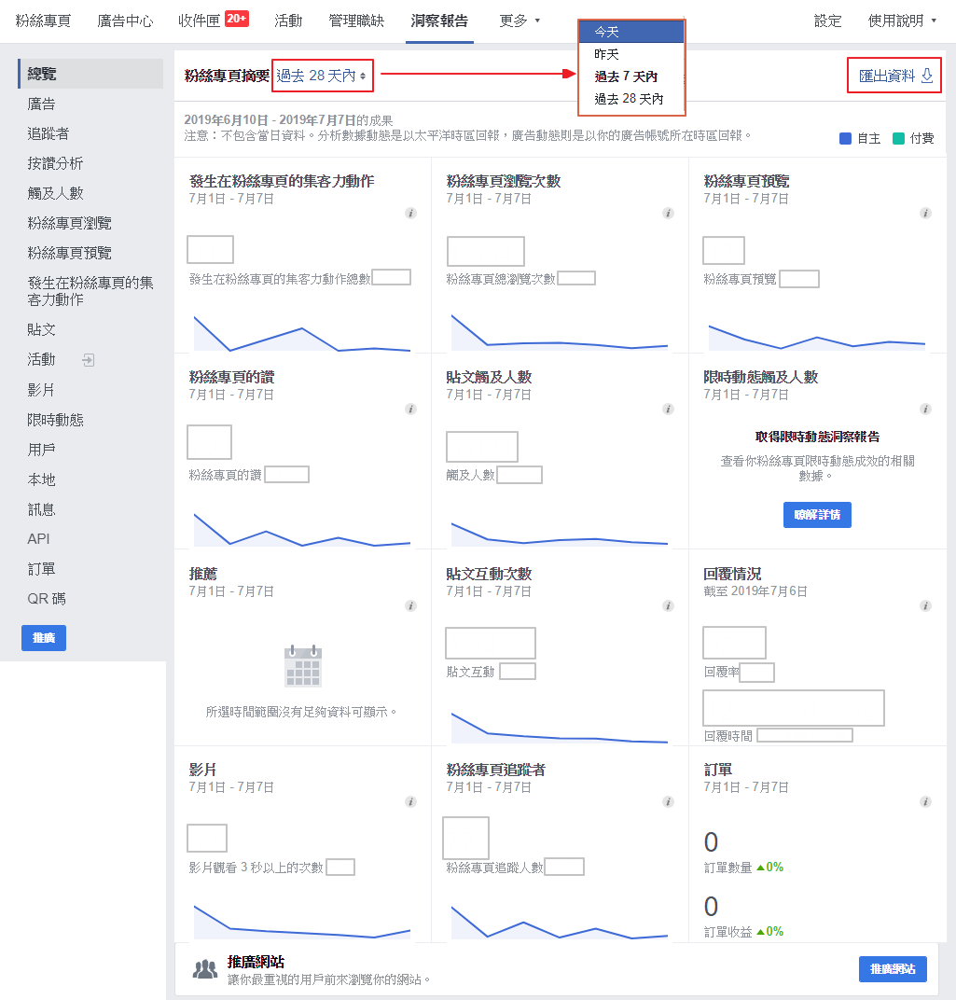 粉絲專頁
廣告中心
收件匣 20+
活動
管理職缺
洞察報告
更多
設定
使用說明
今天
昨天
過去 7 天內
過去 28 天內
總覽
廣告
追蹤者
按讚分析
觸及人數
粉絲專頁瀏覽
粉絲專頁預覽
發生在粉絲專頁的集
客力動作
貼文
活動
影片
限時動態
用戶
本地
訊息
API
訂單
QR 碼
推廣
粉絲專頁摘要 過去 28 天內
匯出資料
2019年6月10日 - 2019年7月7日的成果
注意：不包含當日資料。分析數據動態是以太平洋時區回報，廣告動態則是以你的廣告帳號所在時區回報。
自主
付費
發生在粉絲專頁的集客力動作
7月1日 - 7月7日
發生在粉絲專頁的集客力動作總數
粉絲專頁瀏覽次數
7月1日 - 7月7日
粉絲專頁總瀏覽次數
粉絲專頁預覽
7月1日 - 7月7日
粉絲專頁預覽
粉絲專頁的讚
7月1日 - 7月7日
粉絲專頁的讚
貼文觸及人數
7月1日 - 7月7日
觸及人數
限時動態觸及人數
7月1日 - 7月7日
取得限時動態洞察報告
查看你粉絲專頁限時動態成效的相關
數據。
瞭解詳情
推薦
7月1日 - 7月7日
所選時間範圍沒有足夠資料可顯示。
貼文互動次數
7月1日 - 7月7日
貼文互動
回覆情況
截至 2019年7月6日
回覆率
回覆時間
影片
7月1日 - 7月7日
影片觀看 3 秒以上的次數
粉絲專頁追蹤者
7月1日 - 7月7日
粉絲專頁追蹤人數
訂單
7月1日 - 7月7日
0
訂單數量 ▲0%
0
訂單收益 ▲0%
推廣網站
讓你最重視的用戶前來瀏覽你的網站。
推廣網站